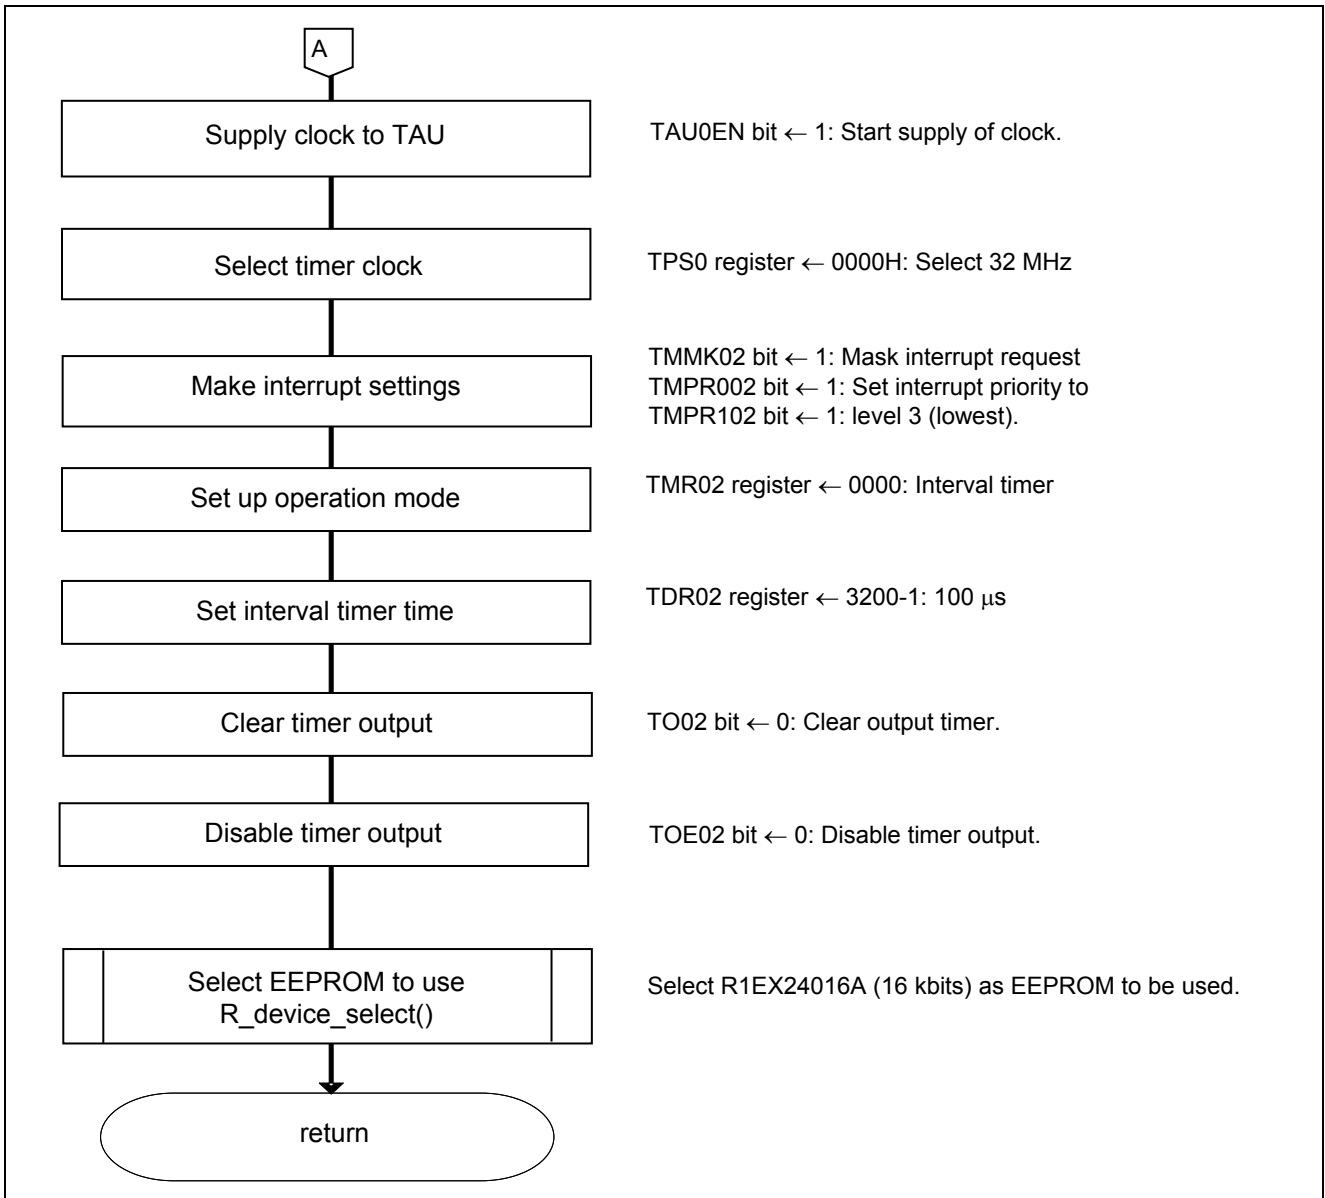 A
Supply clock to TAU
TAU0EN bit ← 1: Start supply of clock.
Select timer clock
TPS0 register ← 0000H: Select 32 MHz
Make interrupt settings
TMMK02 bit ← 1: Mask interrupt request
TMPR002 bit ← 1: Set interrupt priority to
TMPR102 bit ← 1: level 3 (lowest).
Set up operation mode
TMR02 register ← 0000: Interval timer
Set interval timer time
TDR02 register ← 3200-1: 100 μs
Clear timer output
TO02 bit ← 0: Clear output timer.
Disable timer output
TOE02 bit ← 0: Disable timer output.
Select EEPROM to use
R_device_select()
Select R1EX24016A (16 kbits) as EEPROM to be used.
return